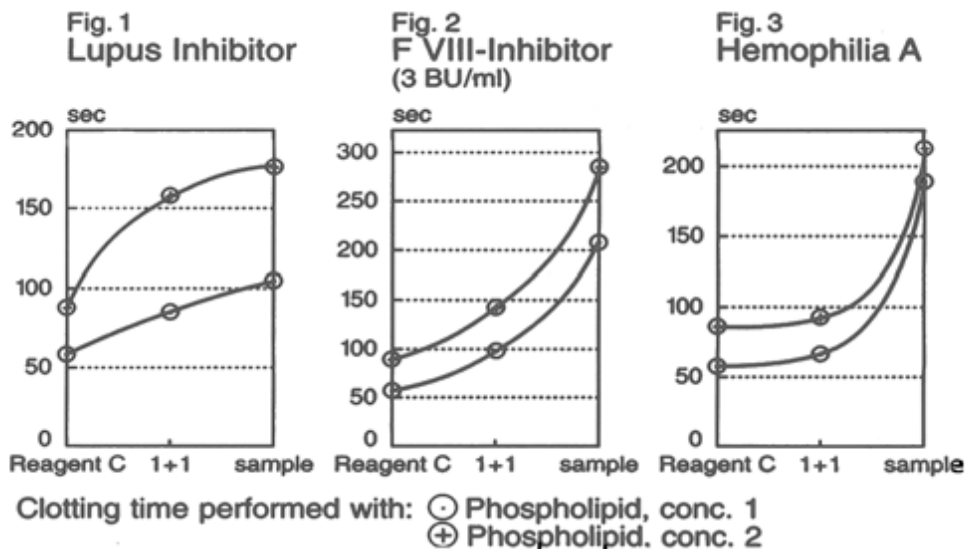 Fig. 1
Lupus Inhibitor
Fig. 2
F VIII-Inhibitor
(3 BU/ml)
Fig. 3
Hemophilia A
sec
200
150
100
50
0
Reagent C 1+1 sample
sec
300
250
200
150
100
50
0
Reagent C 1+1 sample
sec
200
150
100
50
0
Reagent C 1+1 sample
Clotting time performed with: Phospholipid, conc. 1
Phospholipid, conc. 2